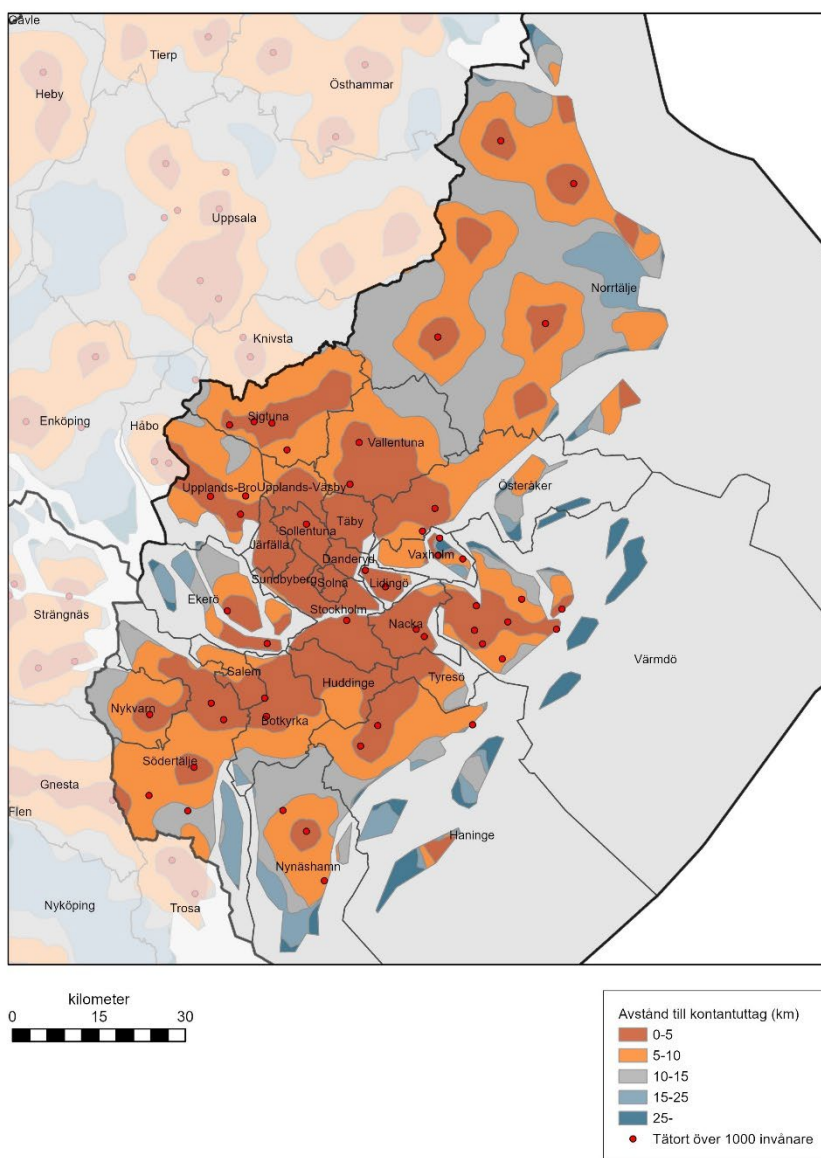 Gävle
Tierp
Heby
Östhammar
Uppsala
Norrtälje
Knivsta
Enköping
Håbo
Sigtuna
Vallentuna
Upplands-Bro
Upplands-Väsby
Österåker
Täby
Sollentuna
Järfälla
Danderyd
Vaxholm
Sundbyberg
Solna
Lidingö
Ekerö
Stockholm
Strängnäs
Nacka
Värmdö
Salem
Huddinge
Tyresö
Nykvarn
Botkyrka
Södertälje
Gnesta
Flen
Haninge
Nynäshamn
Nyköping
Trosa
kilometer
0 15 30
Avstånd till kontantuttag (km)
0-5
5-10
10-15
15-25
25-
Tätort över 1000 invånare